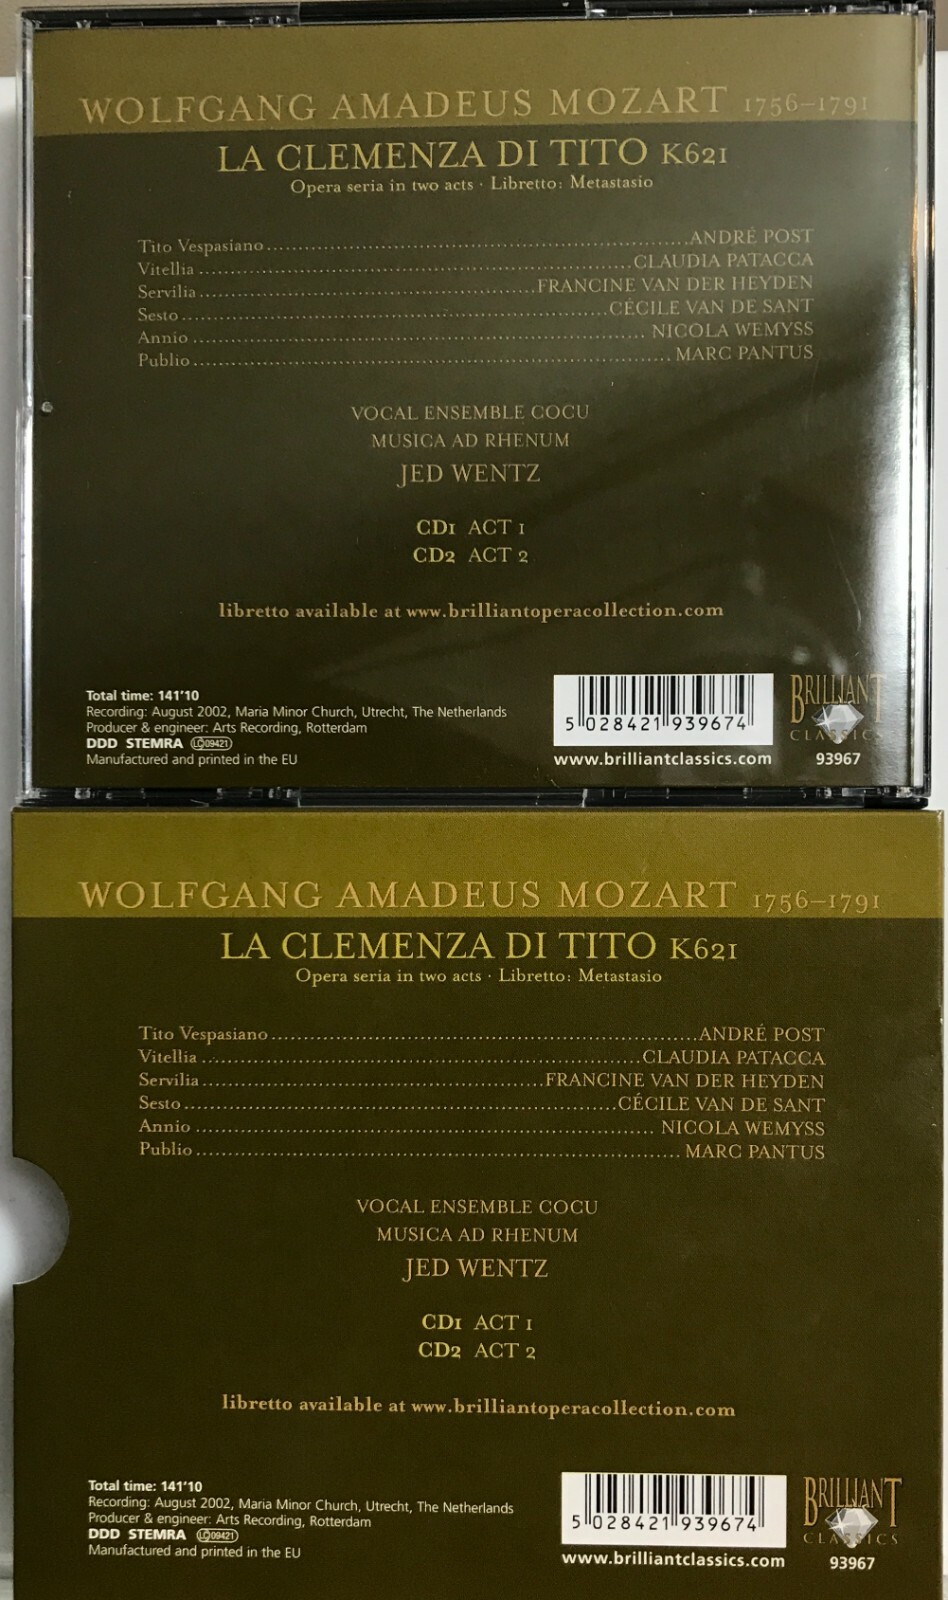 WOLFGANG AMADEUS MOZART 1756–1791
LA CLEMENZA DI TITO K621
Opera seria in two acts · Libretto: Metastasio
Tito Vespasiano ANDRÉ POST
Vitellia CLAUDIA PATACCA
Servilia FRANCINE VAN DER HEYDEN
Sesto CÉCILE VAN DE SANT
Annio NICOLA WEMYSS
Publio MARC PANTUS
VOCAL ENSEMBLE COCU
MUSICA AD RHENUM
JED WENTZ
CD1 ACT 1
CD2 ACT 2
libretto available at www.brilliantoperacollection.com
Total time: 141'10
Recording: August 2002, Maria Minor Church, Utrecht, The Netherlands
Producer & engineer: Arts Recording, Rotterdam
DDD STEMRA LC 09421
Manufactured and printed in the EU
5 028421 939674
www.brilliantclassics.com
BRILLIANT
CLASSICS
93967
WOLFGANG AMADEUS MOZART 1756–1791
LA CLEMENZA DI TITO K621
Opera seria in two acts · Libretto: Metastasio
Tito Vespasiano ANDRÉ POST
Vitellia CLAUDIA PATACCA
Servilia FRANCINE VAN DER HEYDEN
Sesto CÉCILE VAN DE SANT
Annio NICOLA WEMYSS
Publio MARC PANTUS
VOCAL ENSEMBLE COCU
MUSICA AD RHENUM
JED WENTZ
CD1 ACT 1
CD2 ACT 2
libretto available at www.brilliantoperacollection.com
Total time: 141'10
Recording: August 2002, Maria Minor Church, Utrecht, The Netherlands
Producer & engineer: Arts Recording, Rotterdam
DDD STEMRA LC 09421
Manufactured and printed in the EU
5 028421 939674
www.brilliantclassics.com
BRILLIANT
CLASSICS
93967